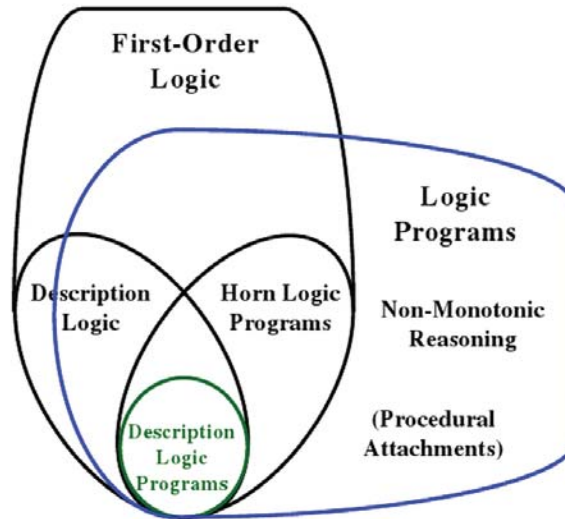 First-Order
Logic
Logic
Programs
Description
Logic
Horn Logic
Programs
Non-Monotonic
Reasoning
(Procedural
Attachments)
Description
Logic
Programs